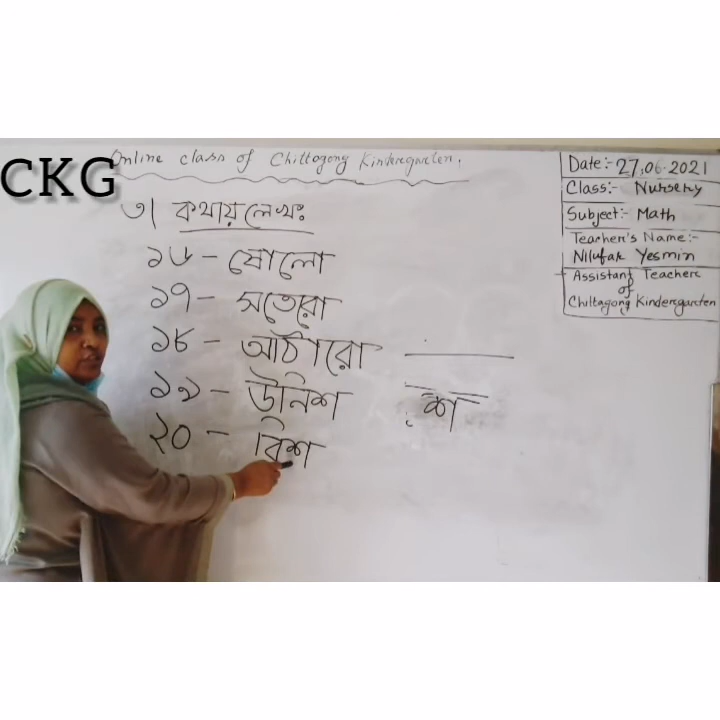 CKG
Online class of Chittagong Kindergarten.
Date:- 27.06.2021
Class:- Nursery
Subject:- Math
Teacher's Name:-
Nilufar Yesmin
Assistant Teacher
of
Chittagong Kindergarten
৩| কথায় লেখঃ
১৬ - ষোলো
১৭ - সতেরো
১৮ - আঠারো
১৯ - উনিশ
শ
২০ - বিশ